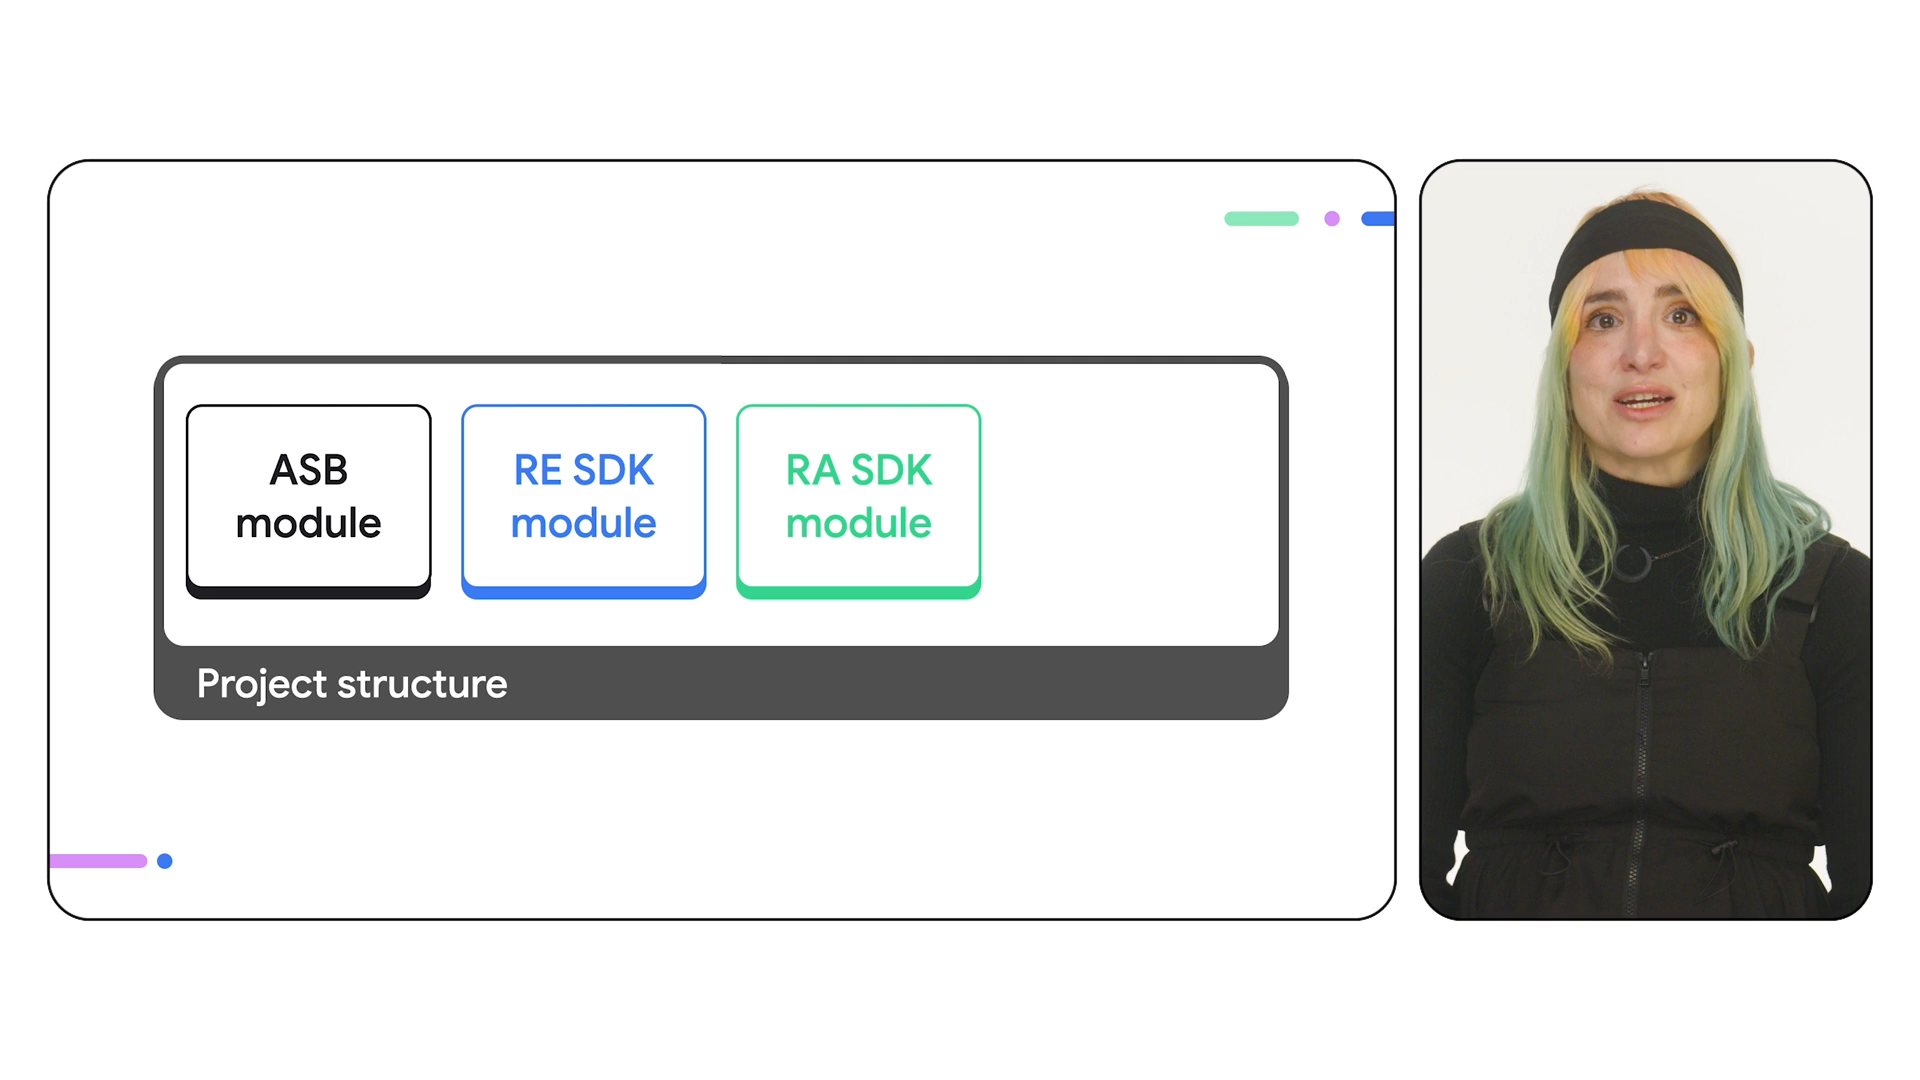 ASB
module
RE SDK
module
RA SDK
module
Project structure